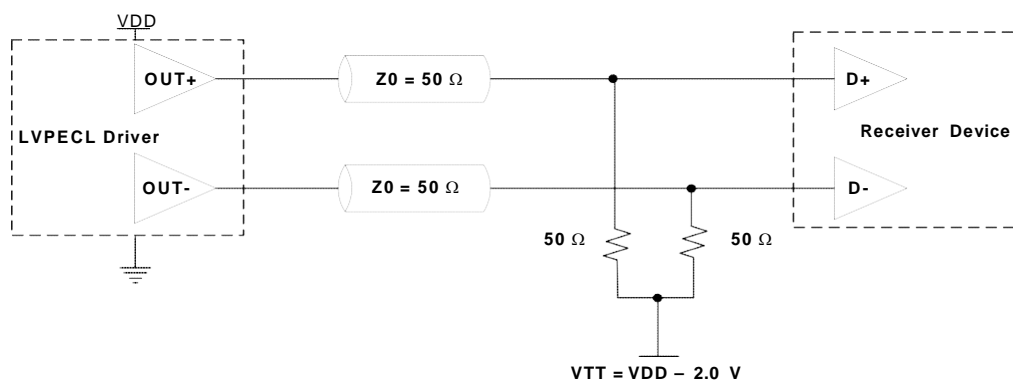 VDD
OUT+
Z0 = 50 Ω
D+
LVPECL Driver
Receiver Device
OUT-
Z0 = 50 Ω
D-
50 Ω
50 Ω
VTT = VDD – 2.0 V